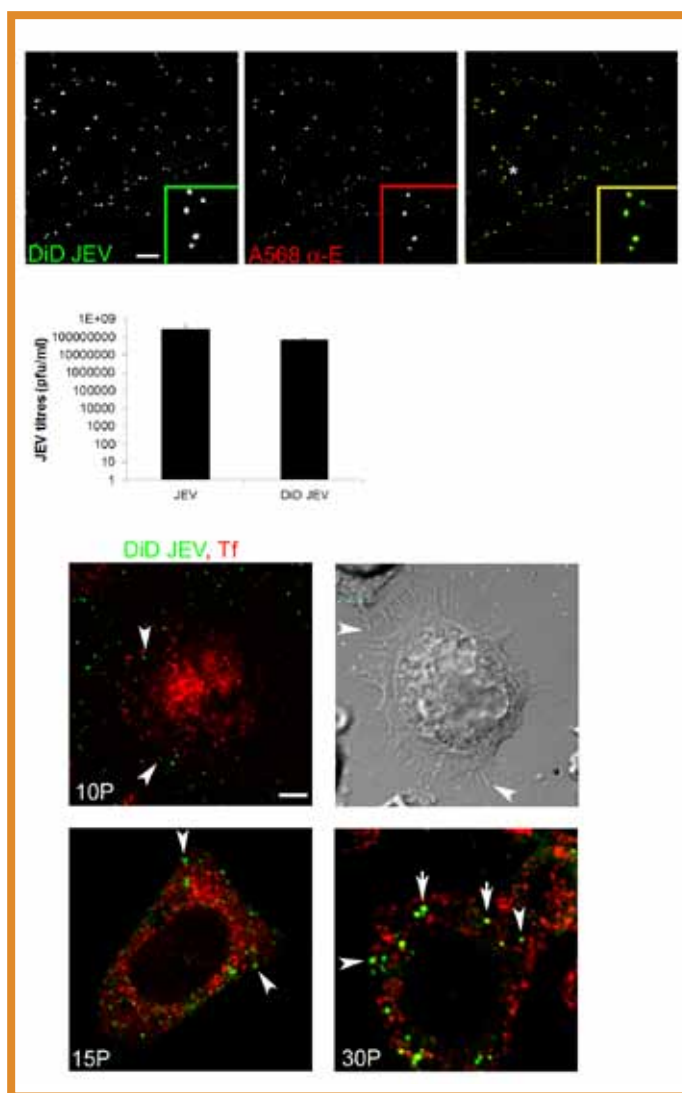 DiD JEV
A568 α-E
*
JEV titres (pfu/ml)
1E+09
100000000
10000000
1000000
100000
10000
1000
100
10
1
JEV
DiD JEV
DiD JEV, Tf
10P
15P
30P